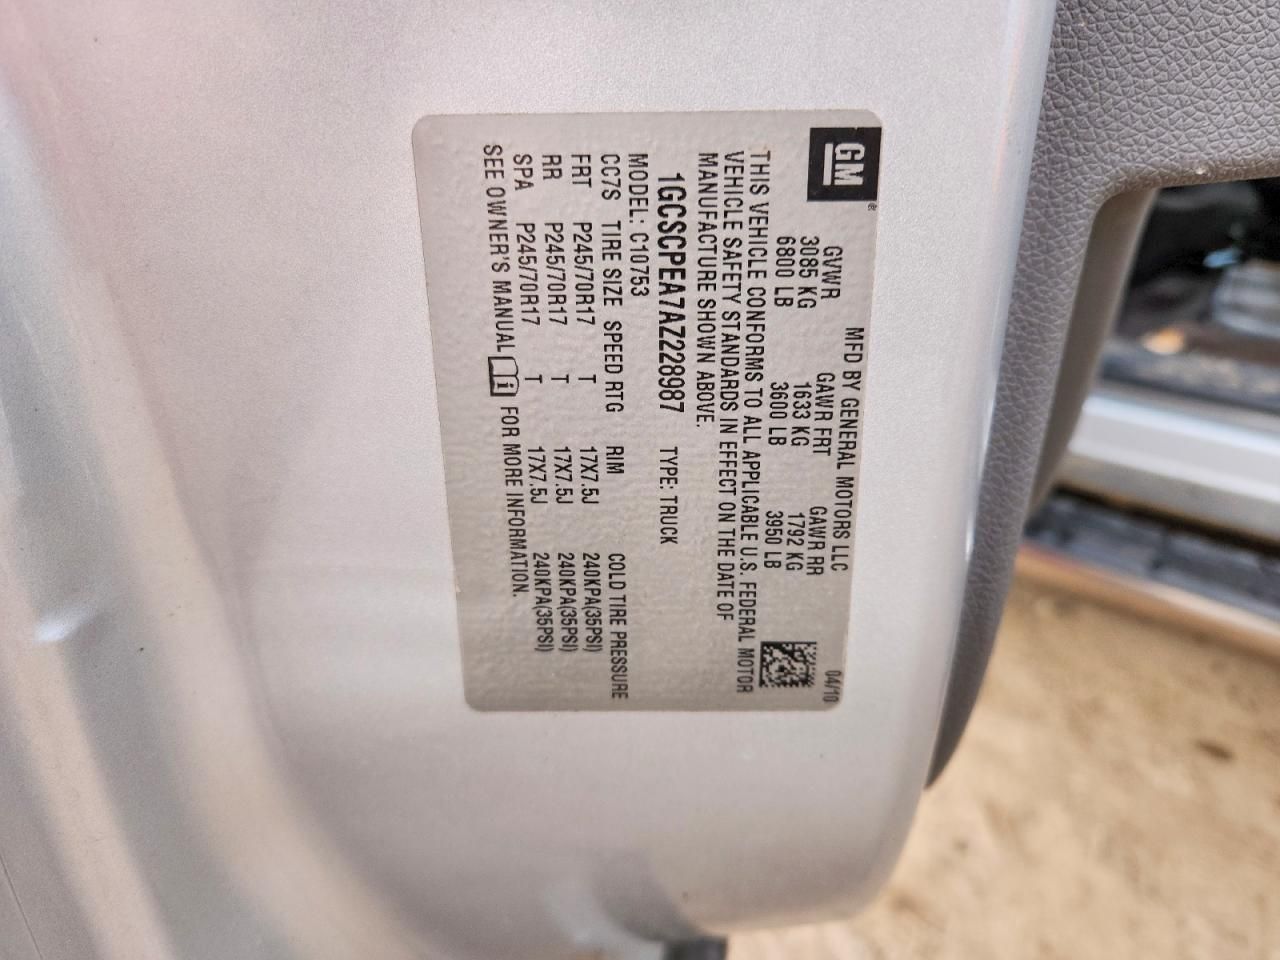 GM
MFD BY GENERAL MOTORS LLC 04/10
GVWR GAWR FRT GAWR RR
3085 KG 1633 KG 1792 KG
6800 LB 3600 LB 3950 LB
THIS VEHICLE CONFORMS TO ALL APPLICABLE U.S. FEDERAL MOTOR
VEHICLE SAFETY STANDARDS IN EFFECT ON THE DATE OF
MANUFACTURE SHOWN ABOVE.
1GCSCPEA7AZ228987 TYPE: TRUCK
MODEL: C10753
CC7S TIRE SIZE SPEED RTG RIM COLD TIRE PRESSURE
FRT P245/70R17 T 17X7.5J 240KPA(35PSI)
RR P245/70R17 T 17X7.5J 240KPA(35PSI)
SPA P245/70R17 T 17X7.5J 240KPA(35PSI)
SEE OWNER'S MANUAL i FOR MORE INFORMATION.